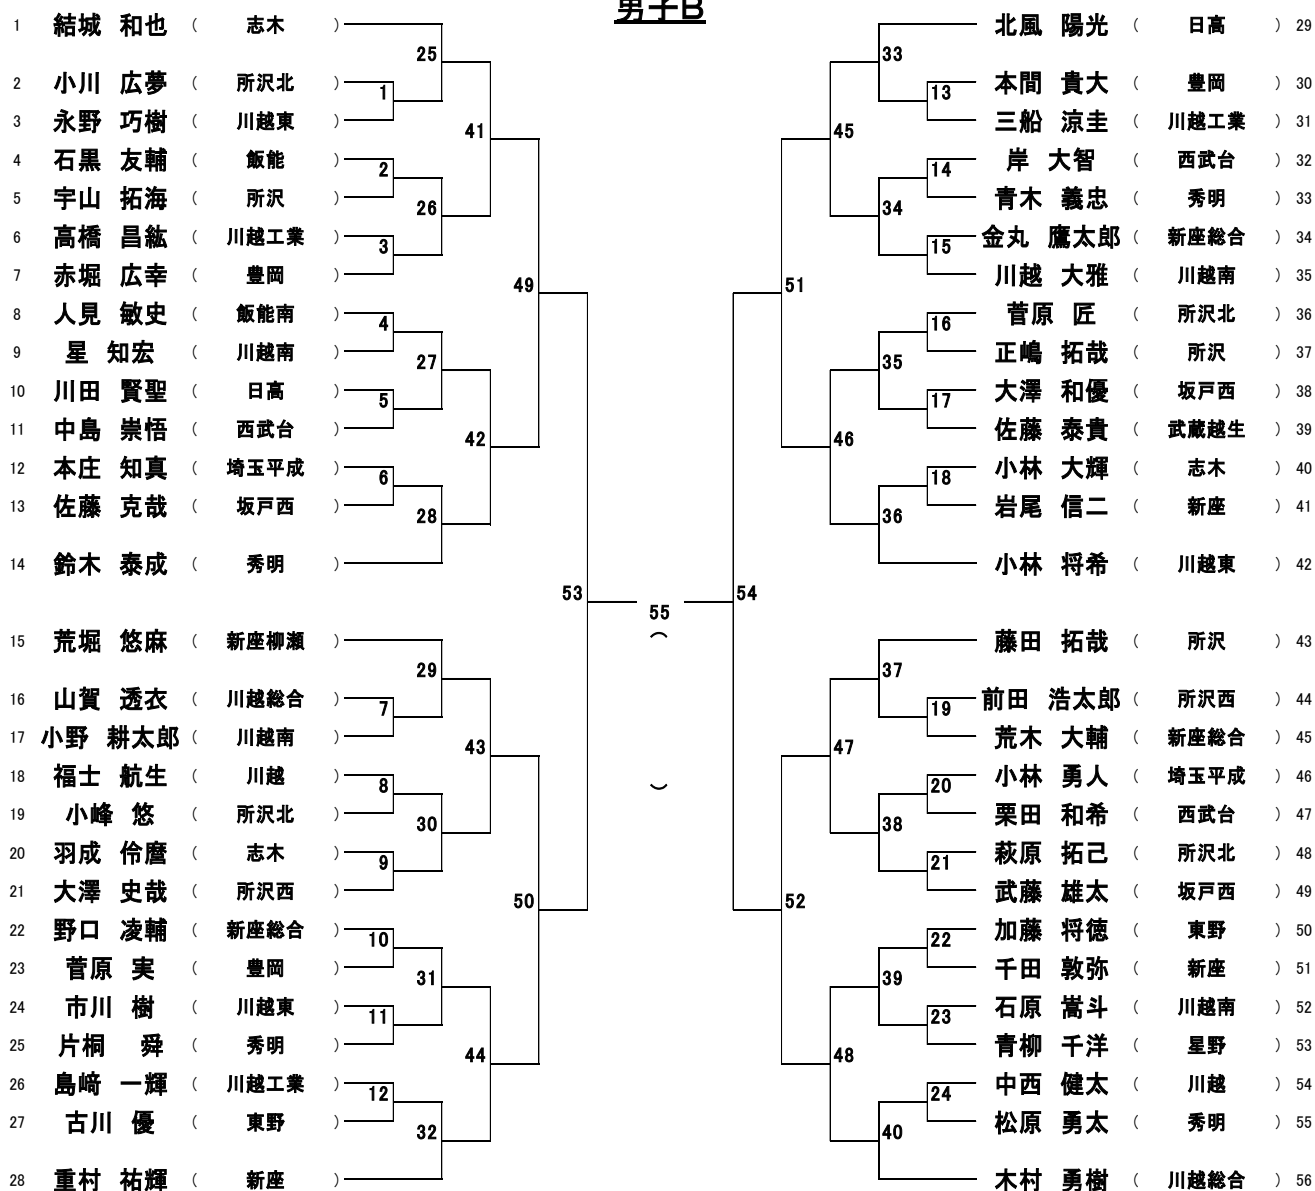 男子B
1 結城 和也 ( 志木 )
25
2 小川 広夢 ( 所沢北 )
1
3 永野 巧樹 ( 川越東 )
41
4 石黒 友輔 ( 飯能 )
2
5 宇山 拓海 ( 所沢 )
26
6 高橋 昌紘 ( 川越工業 )
3
7 赤堀 広幸 ( 豊岡 )
49
8 人見 敏史 ( 飯能南 )
4
9 星 知宏 ( 川越南 )
27
10 川田 賢聖 ( 日高 )
5
11 中島 崇悟 ( 西武台 )
42
12 本庄 知真 ( 埼玉平成 )
6
13 佐藤 克哉 ( 坂戸西 )
28
14 鈴木 泰成 ( 秀明 )
53
15 荒堀 悠麻 ( 新座柳瀬 )
29
16 山賀 透衣 ( 川越総合 )
7
17 小野 耕太郎 ( 川越南 )
43
18 福士 航生 ( 川越 )
8
19 小峰 悠 ( 所沢北 )
30
20 羽成 伶麿 ( 志木 )
9
21 大澤 史哉 ( 所沢西 )
50
22 野口 凌輔 ( 新座総合 )
10
23 菅原 実 ( 豊岡 )
31
24 市川 樹 ( 川越東 )
11
25 片桐 舜 ( 秀明 )
44
26 島﨑 一輝 ( 川越工業 )
12
27 古川 優 ( 東野 )
32
28 重村 祐輝 ( 新座 )
55
(
)
北風 陽光 ( 日高 ) 29
33
本間 貴大 ( 豊岡 ) 30
13
三船 涼圭 ( 川越工業 ) 31
45
岸 大智 ( 西武台 ) 32
14
青木 義忠 ( 秀明 ) 33
34
金丸 鷹太郎 ( 新座総合 ) 34
15
川越 大雅 ( 川越南 ) 35
51
菅原 匠 ( 所沢北 ) 36
16
正嶋 拓哉 ( 所沢 ) 37
35
大澤 和優 ( 坂戸西 ) 38
17
佐藤 泰貴 ( 武蔵越生 ) 39
46
小林 大輝 ( 志木 ) 40
18
岩尾 信二 ( 新座 ) 41
36
小林 将希 ( 川越東 ) 42
54
藤田 拓哉 ( 所沢 ) 43
37
前田 浩太郎 ( 所沢西 ) 44
19
荒木 大輔 ( 新座総合 ) 45
47
小林 勇人 ( 埼玉平成 ) 46
20
栗田 和希 ( 西武台 ) 47
38
萩原 拓己 ( 所沢北 ) 48
21
武藤 雄太 ( 坂戸西 ) 49
52
加藤 将徳 ( 東野 ) 50
22
千田 敦弥 ( 新座 ) 51
39
石原 嵩斗 ( 川越南 ) 52
23
青柳 千洋 ( 星野 ) 53
48
中西 健太 ( 川越 ) 54
24
松原 勇太 ( 秀明 ) 55
40
木村 勇樹 ( 川越総合 ) 56